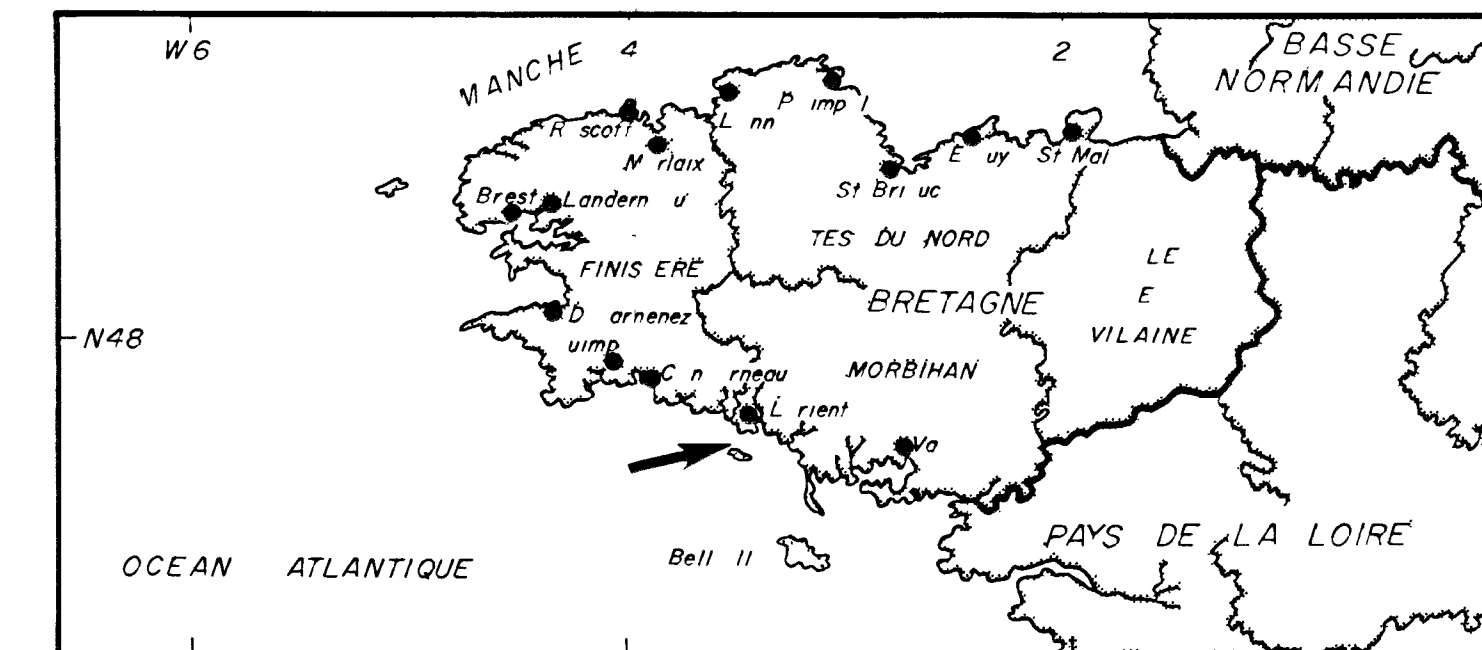 W6
4
2
MANCHE
BASSE
NORMANDIE
P imp l
L nn
R scoff
M rlaix
E uy
St Mal
St Bri uc
Brest
Landern u
TES DU NORD
LE
E
VILAINE
FINIS ERE
BRETAGNE
D arnenez
N48
uimp
C n rneau
MORBIHAN
L rient
Va
PAYS DE LA LOIRE
Bell Il
OCEAN ATLANTIQUE